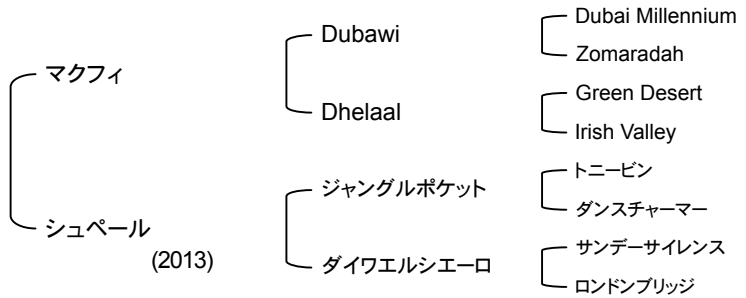 Dubai Millennium
Dubawi
Zomaradah
マクフィ
Green Desert
Dhelaal
Irish Valley
トニービン
ジャングルポケット
ダンスチャーマー
シュペール
(2013)
サンデーサイレンス
ダイワエルシエーロ
ロンドンブリッジ